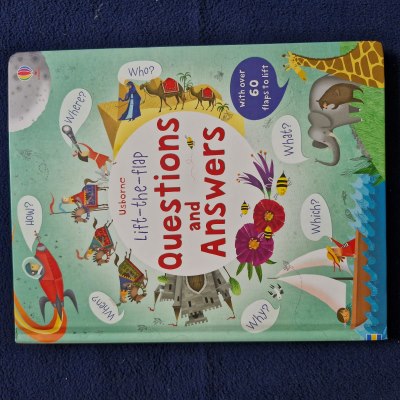 Usborne
Lift-the-flap
Questions
and
Answers
with over
60
flaps to lift
Who?
Where?
What?
How?
Which?
When?
Why?